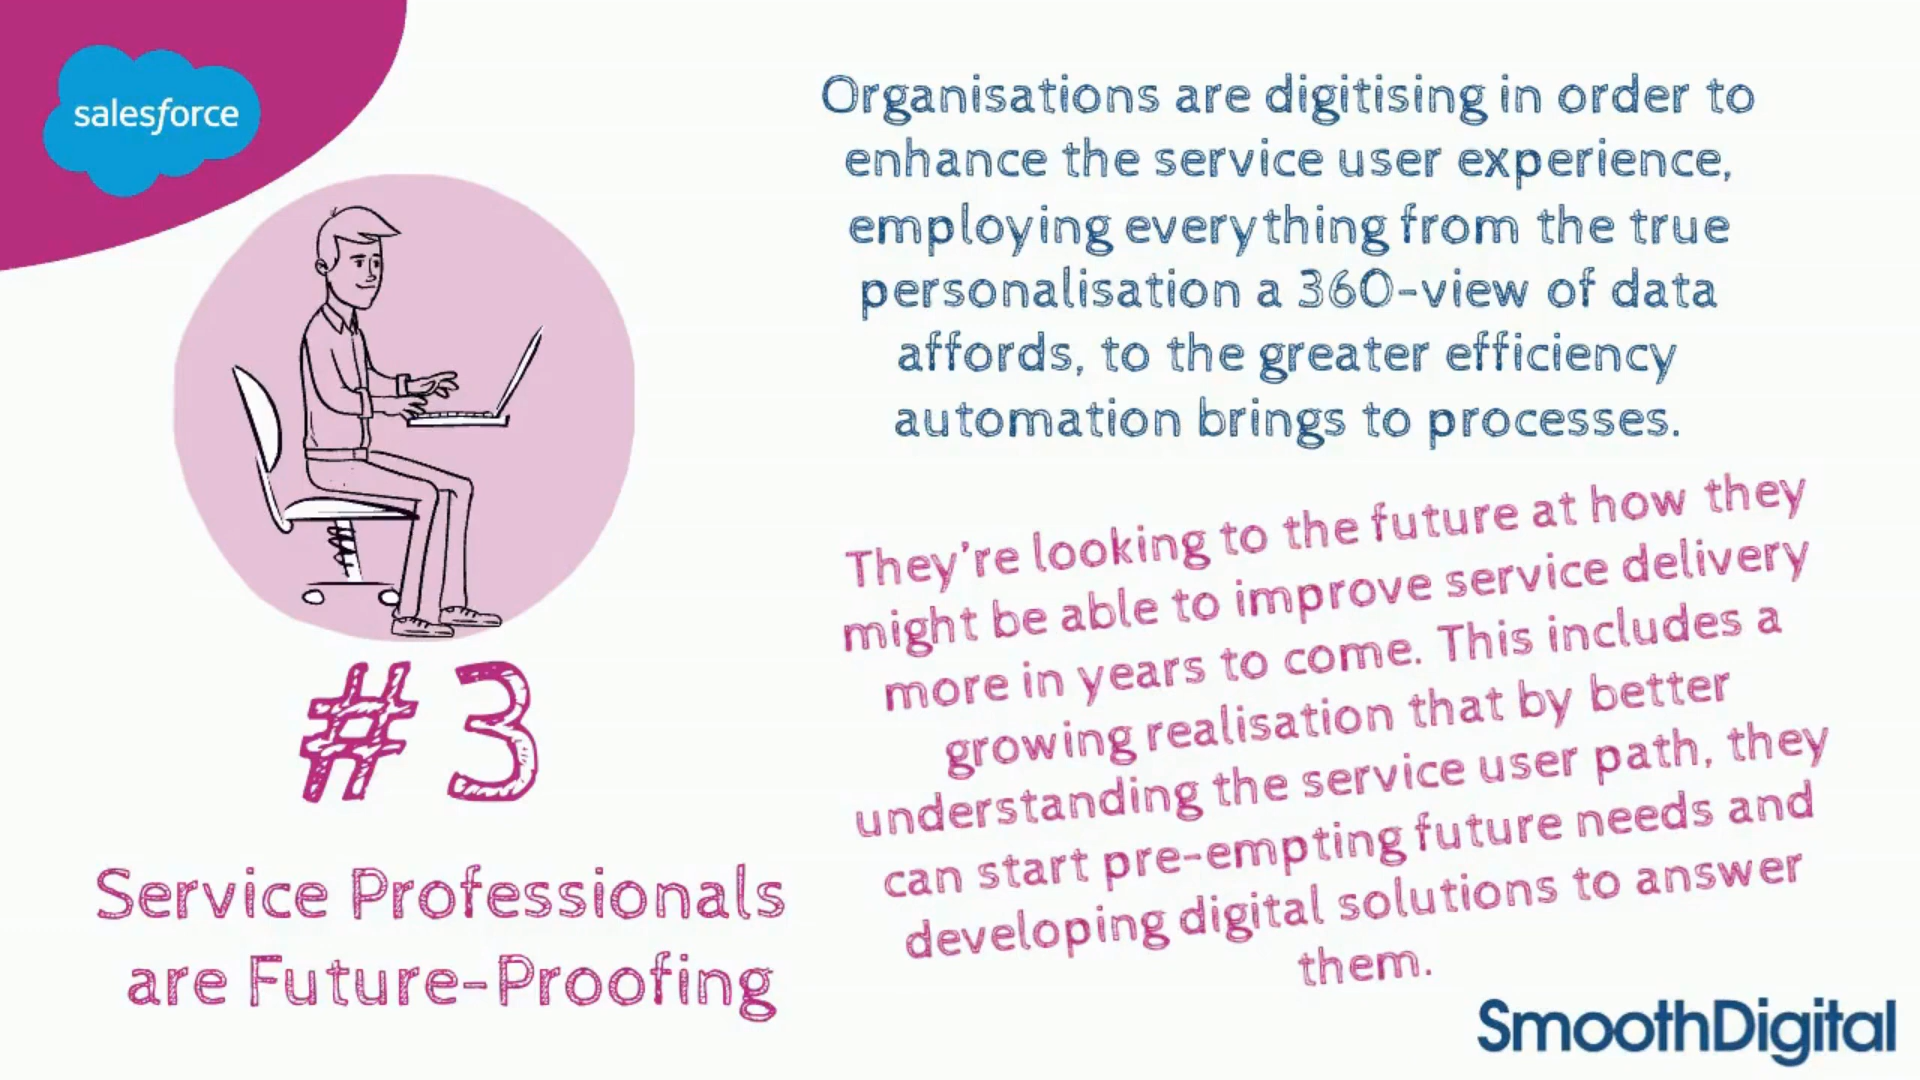 salesforce
Organisations are digitising in order to
enhance the service user experience,
employing everything from the true
personalisation a 360-view of data
affords, to the greater efficiency
automation brings to processes.
They're looking to the future at how they
might be able to improve service delivery
more in years to come. This includes a
growing realisation that by better
understanding the service user path, they
can start pre-empting future needs and
developing digital solutions to answer
them.
#3
Service Professionals
are Future-Proofing
SmoothDigital